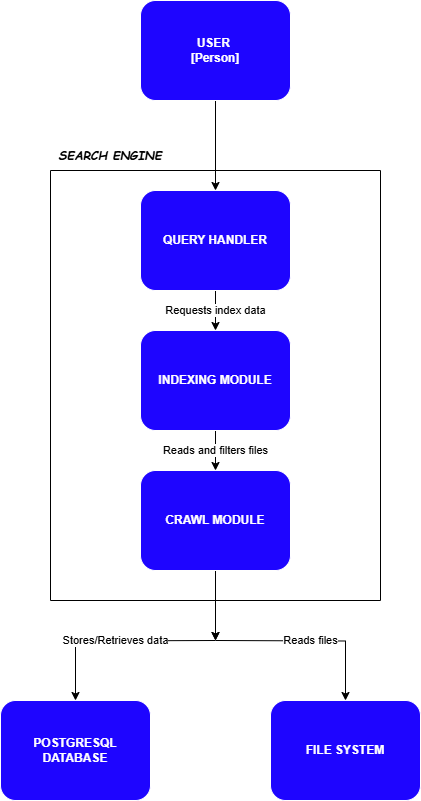 USER
[Person]
SEARCH ENGINE
QUERY HANDLER
Requests index data
INDEXING MODULE
Reads and filters files
CRAWL MODULE
Stores/Retrieves data
Reads files
POSTGRESQL
DATABASE
FILE SYSTEM